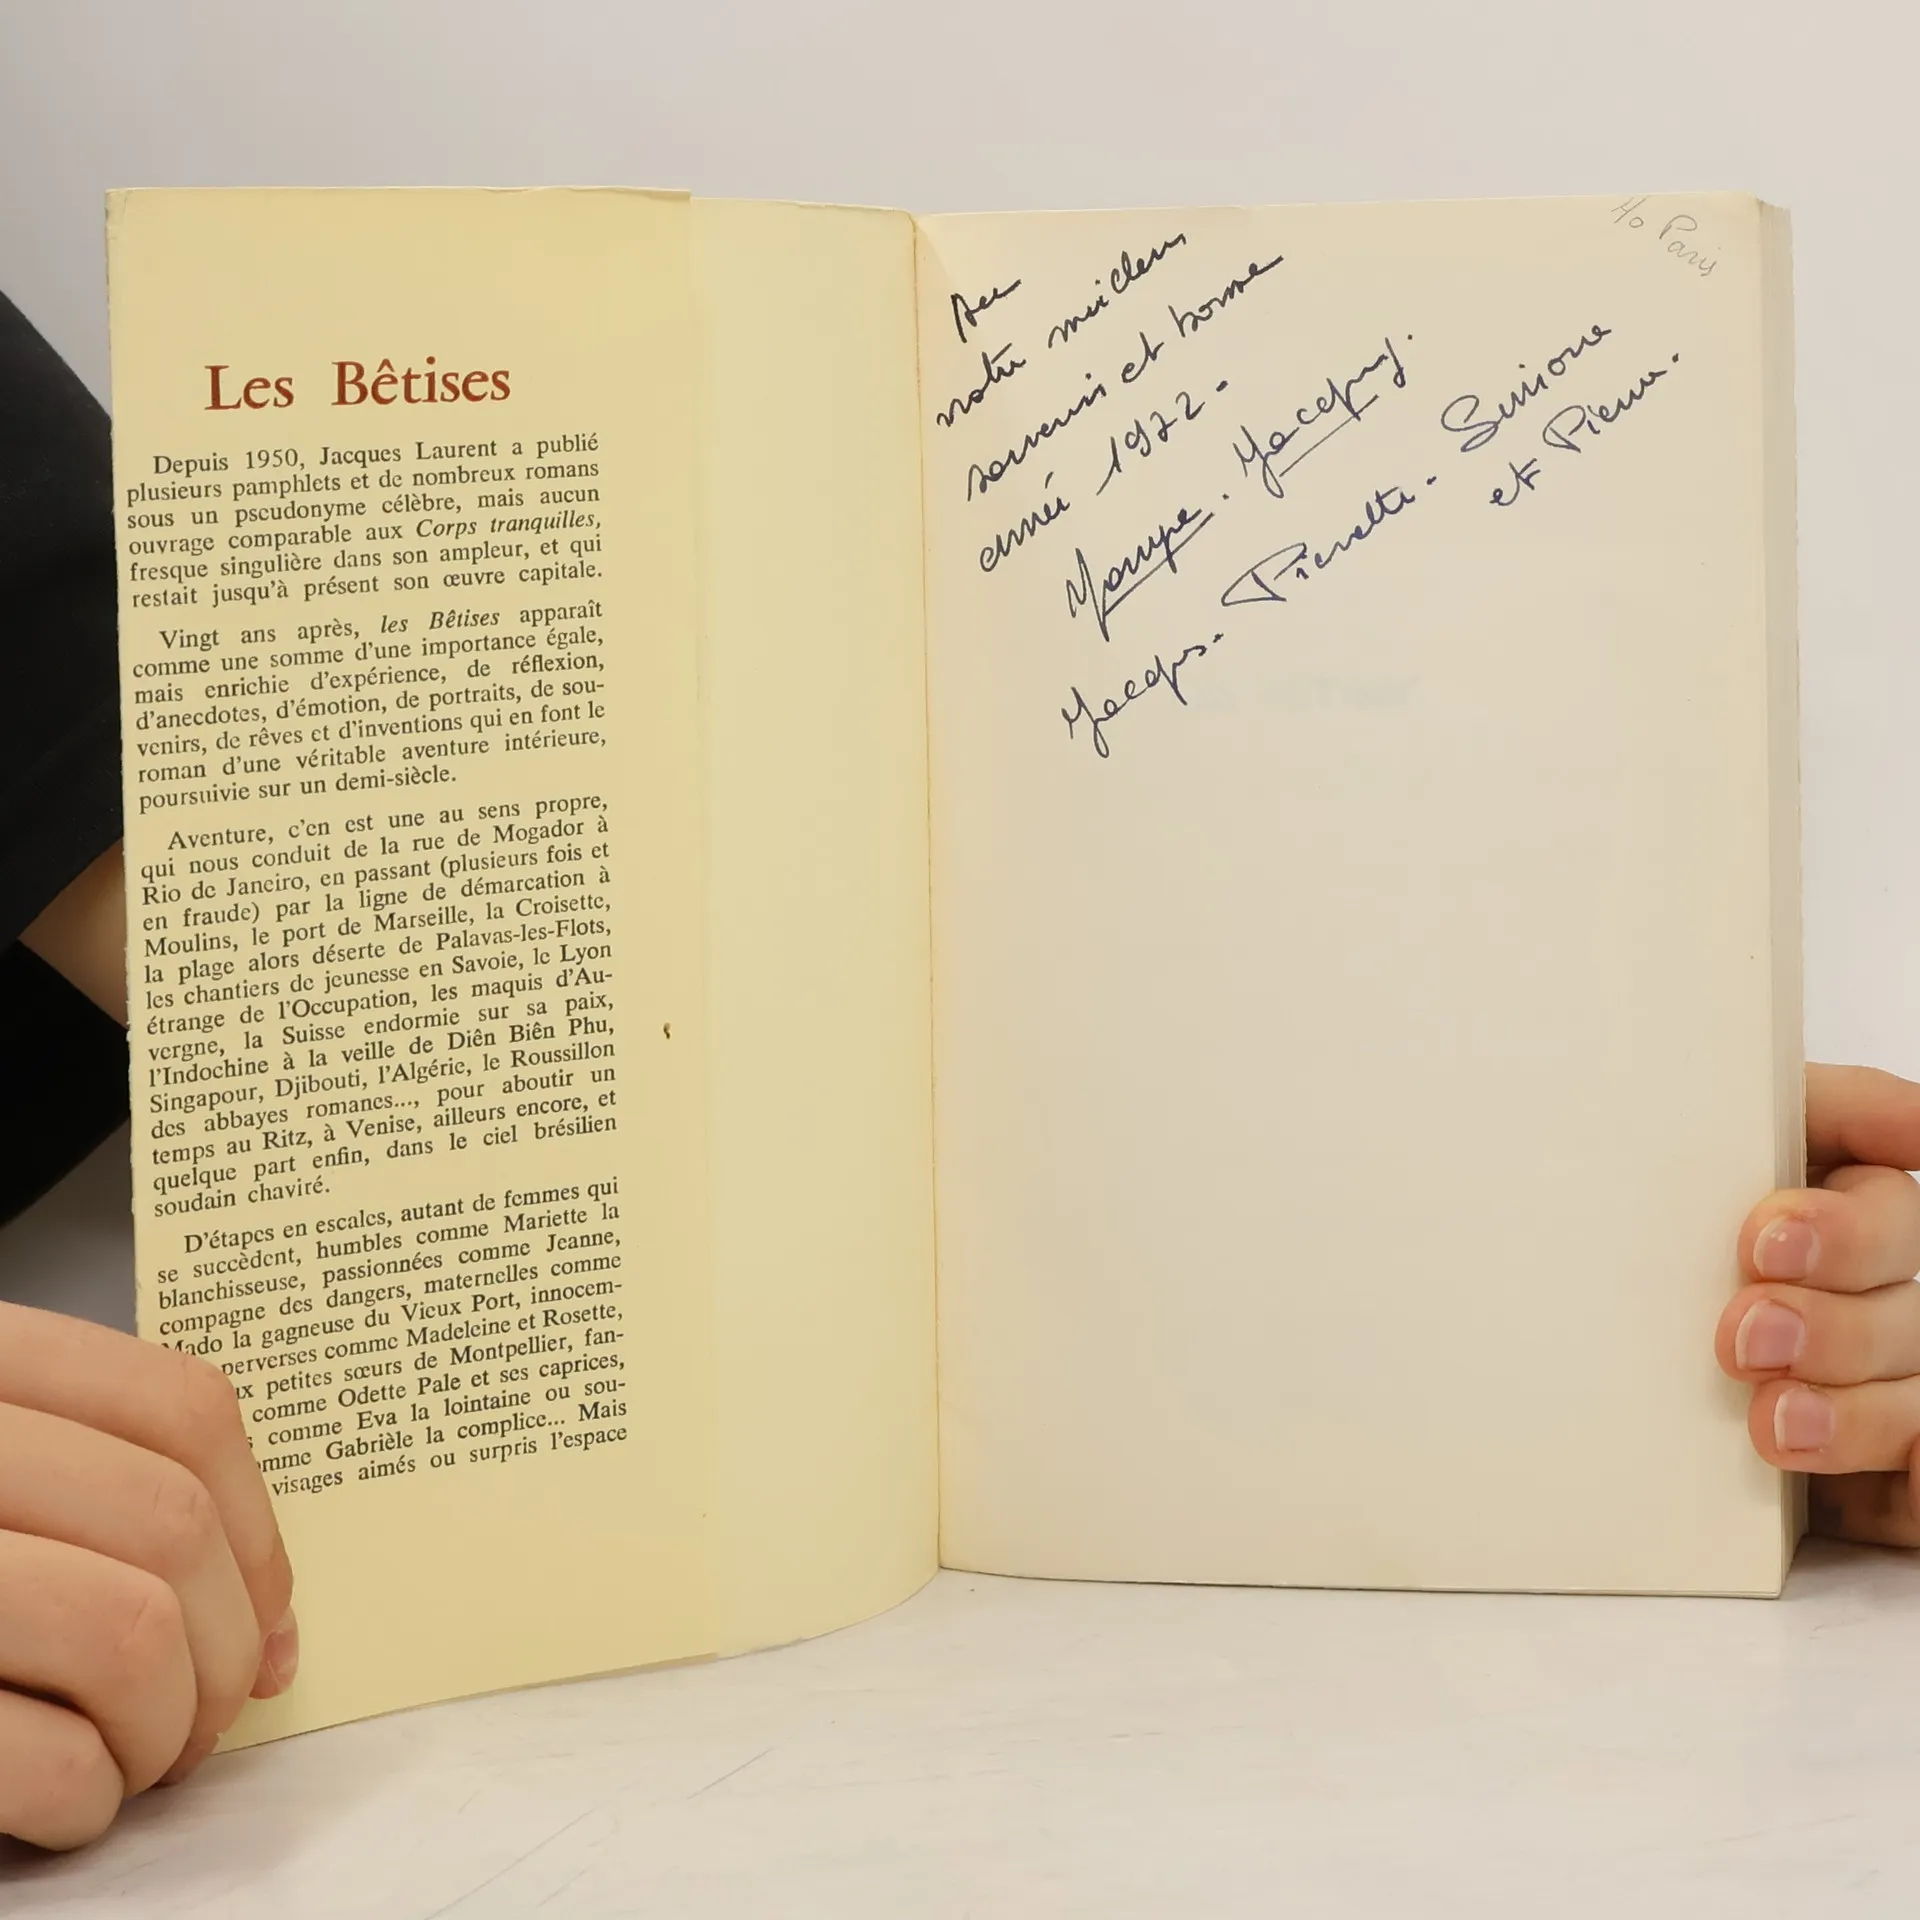 Les Bêtises
Depuis 1950, Jacques Laurent a publié
plusieurs pamphlets et de nombreux romans
sous un pseudonyme célèbre, mais aucun
ouvrage comparable aux Corps tranquilles,
fresque singulière dans son ampleur, et qui
restait jusqu'à présent son œuvre capitale.
Vingt ans après, les Bêtises apparaît
comme une somme d'une importance égale,
mais enrichie d'expérience, de réflexion,
d'anecdotes, d'émotion, de portraits, de sou-
venirs, de rêves et d'inventions qui en font le
roman d'une véritable aventure intérieure,
poursuivie sur un demi-siècle.
Aventure, c'en est une au sens propre,
qui nous conduit de la rue de Mogador à
Rio de Janeiro, en passant (plusieurs fois et
en fraude) par la ligne de démarcation à
Moulins, le port de Marseille, la Croisette,
la plage alors déserte de Palavas-les-Flots,
les chantiers de jeunesse en Savoie, le Lyon
étrange de l'Occupation, les maquis d'Au-
vergne, la Suisse endormie sur sa paix,
l'Indochine à la veille de Diên Biên Phu,
Singapour, Djibouti, l'Algérie, le Roussillon
des abbayes romanes..., pour aboutir un
temps au Ritz, à Venise, ailleurs encore, et
quelque part enfin, dans le ciel brésilien
soudain chaviré.
D'étapes en escales, autant de femmes qui
se succèdent, humbles comme Mariette la
blanchisseuse, passionnées comme Jeanne,
compagne des dangers, maternelles comme
Mado la gagneuse du Vieux Port, innocem-
perverses comme Madeleine et Rosette,
petites sœurs de Montpellier, fan-
comme Odette Pale et ses caprices,
comme Eva la lointaine ou sou-
comme Gabrièle la complice... Mais
visages aimés ou surpris l'espace
Ho Paris
notre meilleur
souvenir et bonne
année 1972 -
Jacques - Pierrette - Simone
et Pierre.